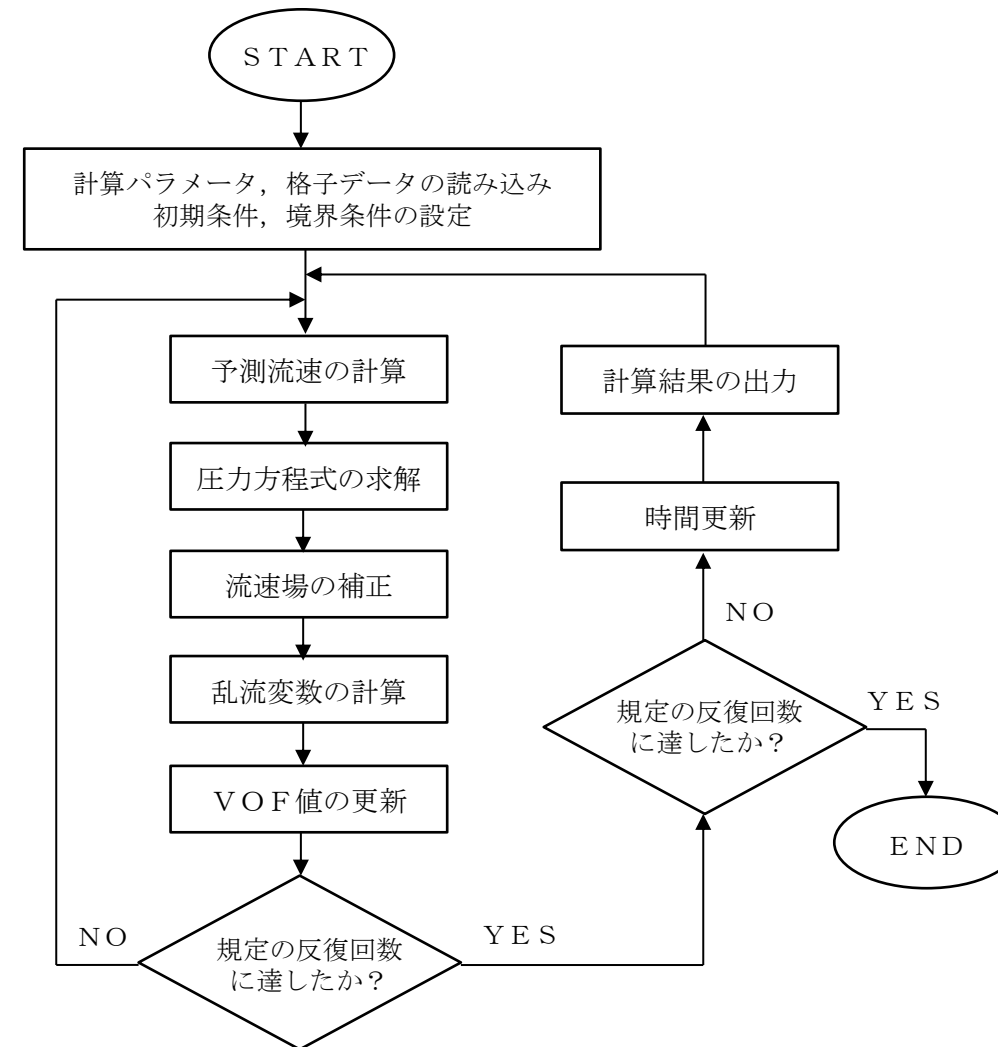 ＳＴＡＲＴ
計算パラメータ，格子データの読み込み
初期条件，境界条件の設定
予測流速の計算
圧力方程式の求解
流速場の補正
乱流変数の計算
ＶＯＦ値の更新
規定の反復回数
に達したか？
ＮＯ
ＹＥＳ
計算結果の出力
時間更新
ＮＯ
規定の反復回数
に達したか？
ＹＥＳ
ＥＮＤ